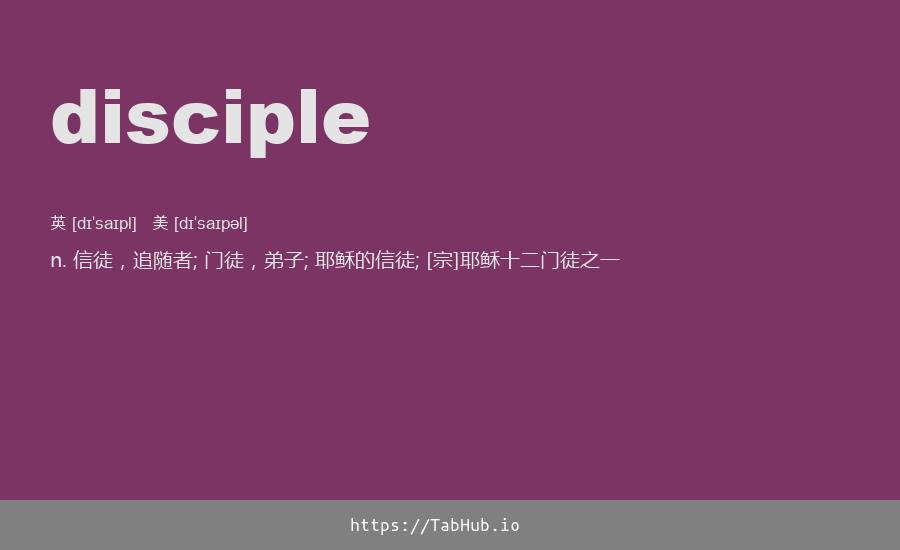 disciple
英 [dɪˈsaɪpl] 美 [dɪˈsaɪpəl]
n. 信徒，追随者; 门徒，弟子; 耶稣的信徒; [宗]耶稣十二门徒之一
https://TabHub.io